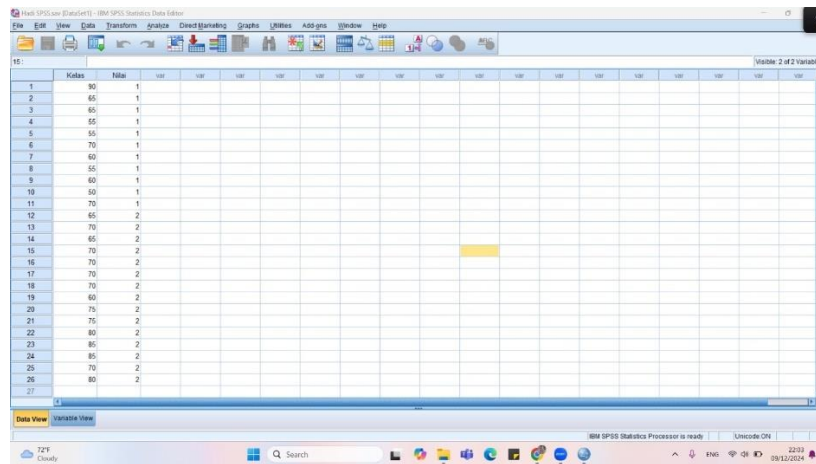 Hadi SPSS.sav [DataSet1] - IBM SPSS Statistics Data Editor
File Edit View Data Transform Analyze Direct Marketing Graphs Utilities Add-ons Window Help
15 :
Visible: 2 of 2 Variabl
Kelas Nilai var var var var var var var var var var var var var var var
1 90 1
2 65 1
3 65 1
4 55 1
5 55 1
6 70 1
7 60 1
8 55 1
9 60 1
10 50 1
11 70 1
12 65 2
13 70 2
14 65 2
15 70 2
16 70 2
17 70 2
18 70 2
19 60 2
20 75 2
21 75 2
22 80 2
23 85 2
24 85 2
25 70 2
26 80 2
27
Data View Variable View
IBM SPSS Statistics Processor is ready Unicode:ON
72°F
Cloudy
Search
ENG
22:03
09/12/2024